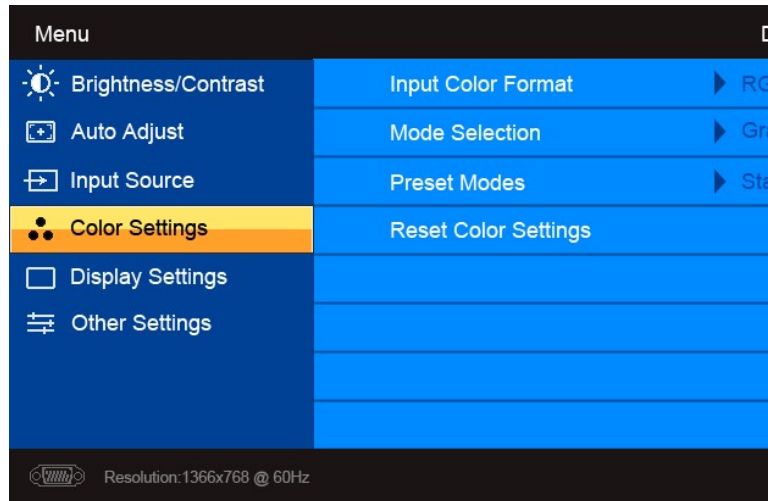 Menu
Brightness/Contrast
Input Color Format
Auto Adjust
Mode Selection
Input Source
Preset Modes
Color Settings
Reset Color Settings
Display Settings
Other Settings
Resolution:1366x768 @ 60Hz